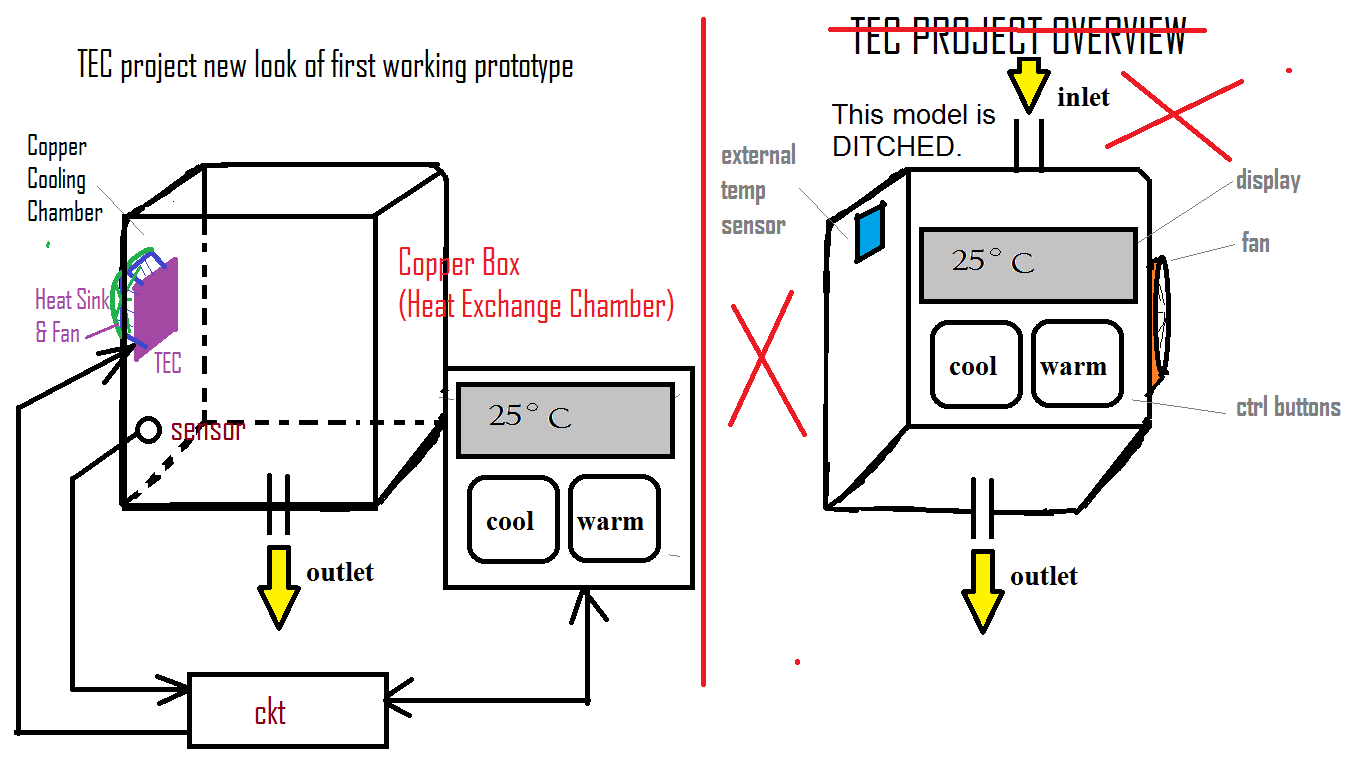 TEC project new look of first working prototype
Copper
Cooling
Chamber
Heat Sink
& Fan
TEC
sensor
Copper Box
(Heat Exchange Chamber)
25° C
cool
warm
outlet
ckt
TEC PROJECT OVERVIEW
inlet
This model is
DITCHED.
external
temp
sensor
display
fan
25° C
cool
warm
ctrl buttons
outlet